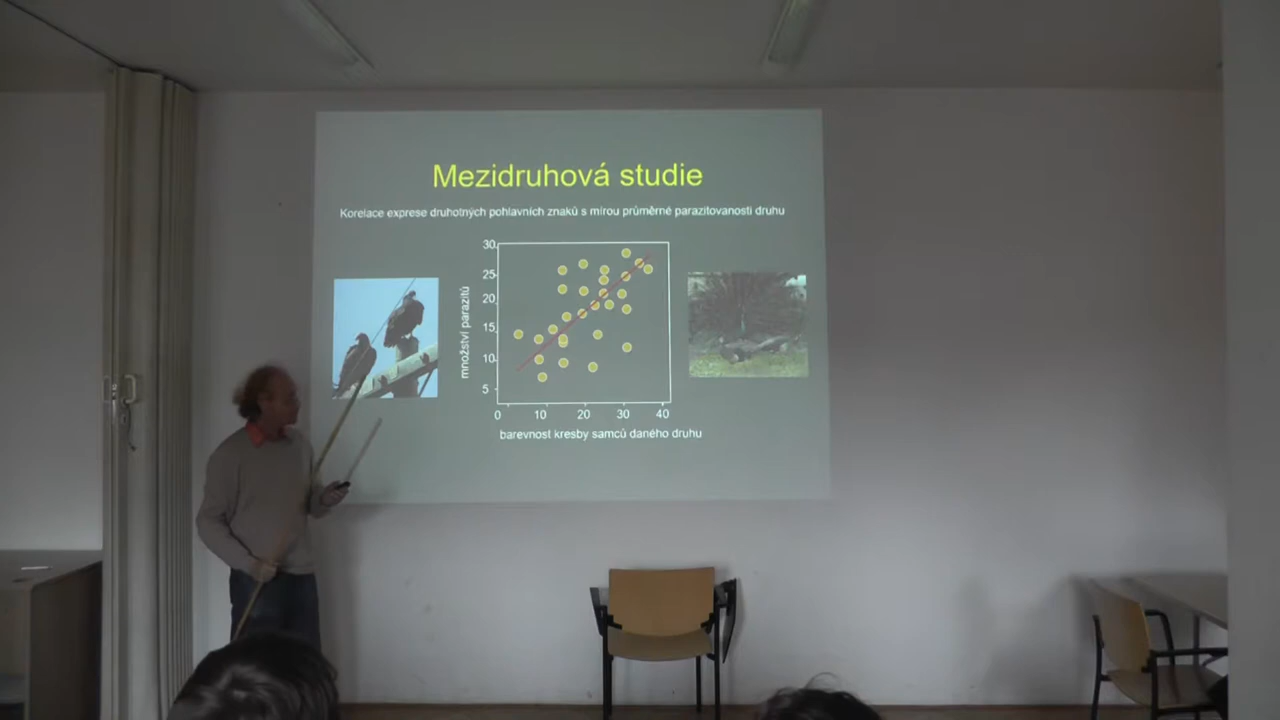 Mezidruhová studie
Korelace exprese druhotných pohlavních znaků s mírou průměrné parazitovanosti druhu
30
25
20
15
10
5
množství parazitů
0 10 20 30 40
barevnost kresby samců daného druhu